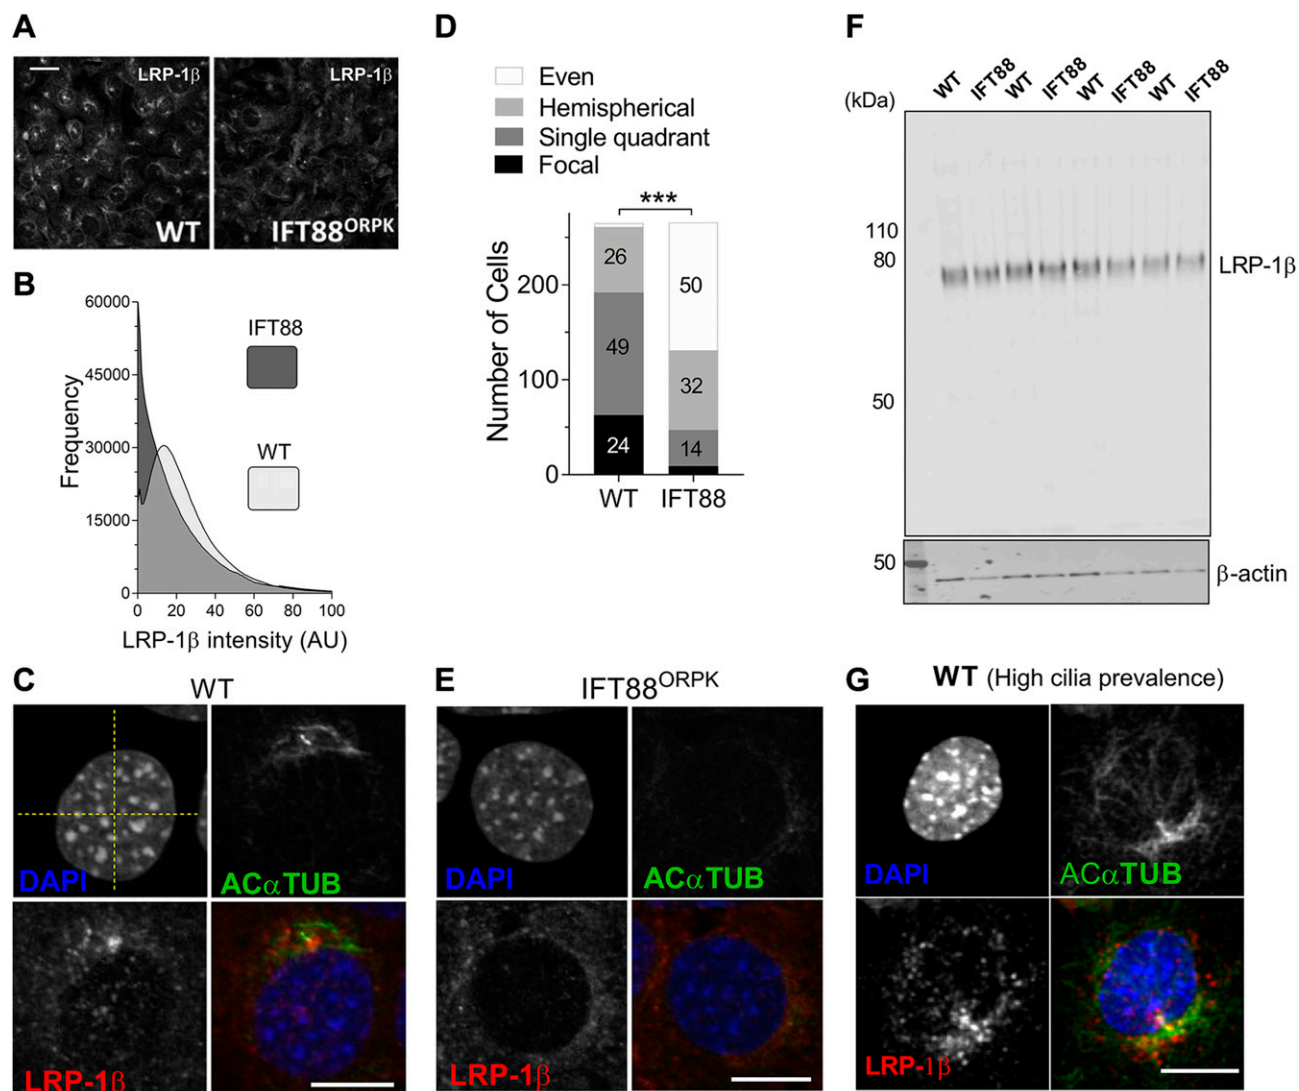 A
LRP-1β
LRP-1β
WT
IFT88ORPK
B
60000
45000
30000
15000
0
Frequency
IFT88
WT
0 20 40 60 80 100
LRP-1β intensity (AU)
C
WT
DAPI
ACαTUB
LRP-1β
D
Even
Hemispherical
Single quadrant
Focal
***
Number of Cells
200
100
0
26
49
24
50
32
14
WT IFT88
E
IFT88ORPK
DAPI
ACαTUB
LRP-1β
F
(kDa)
WT IFT88 WT IFT88 WT IFT88 WT IFT88
110
80
50
LRP-1β
50
β-actin
G
WT (High cilia prevalence)
DAPI
ACαTUB
LRP-1β